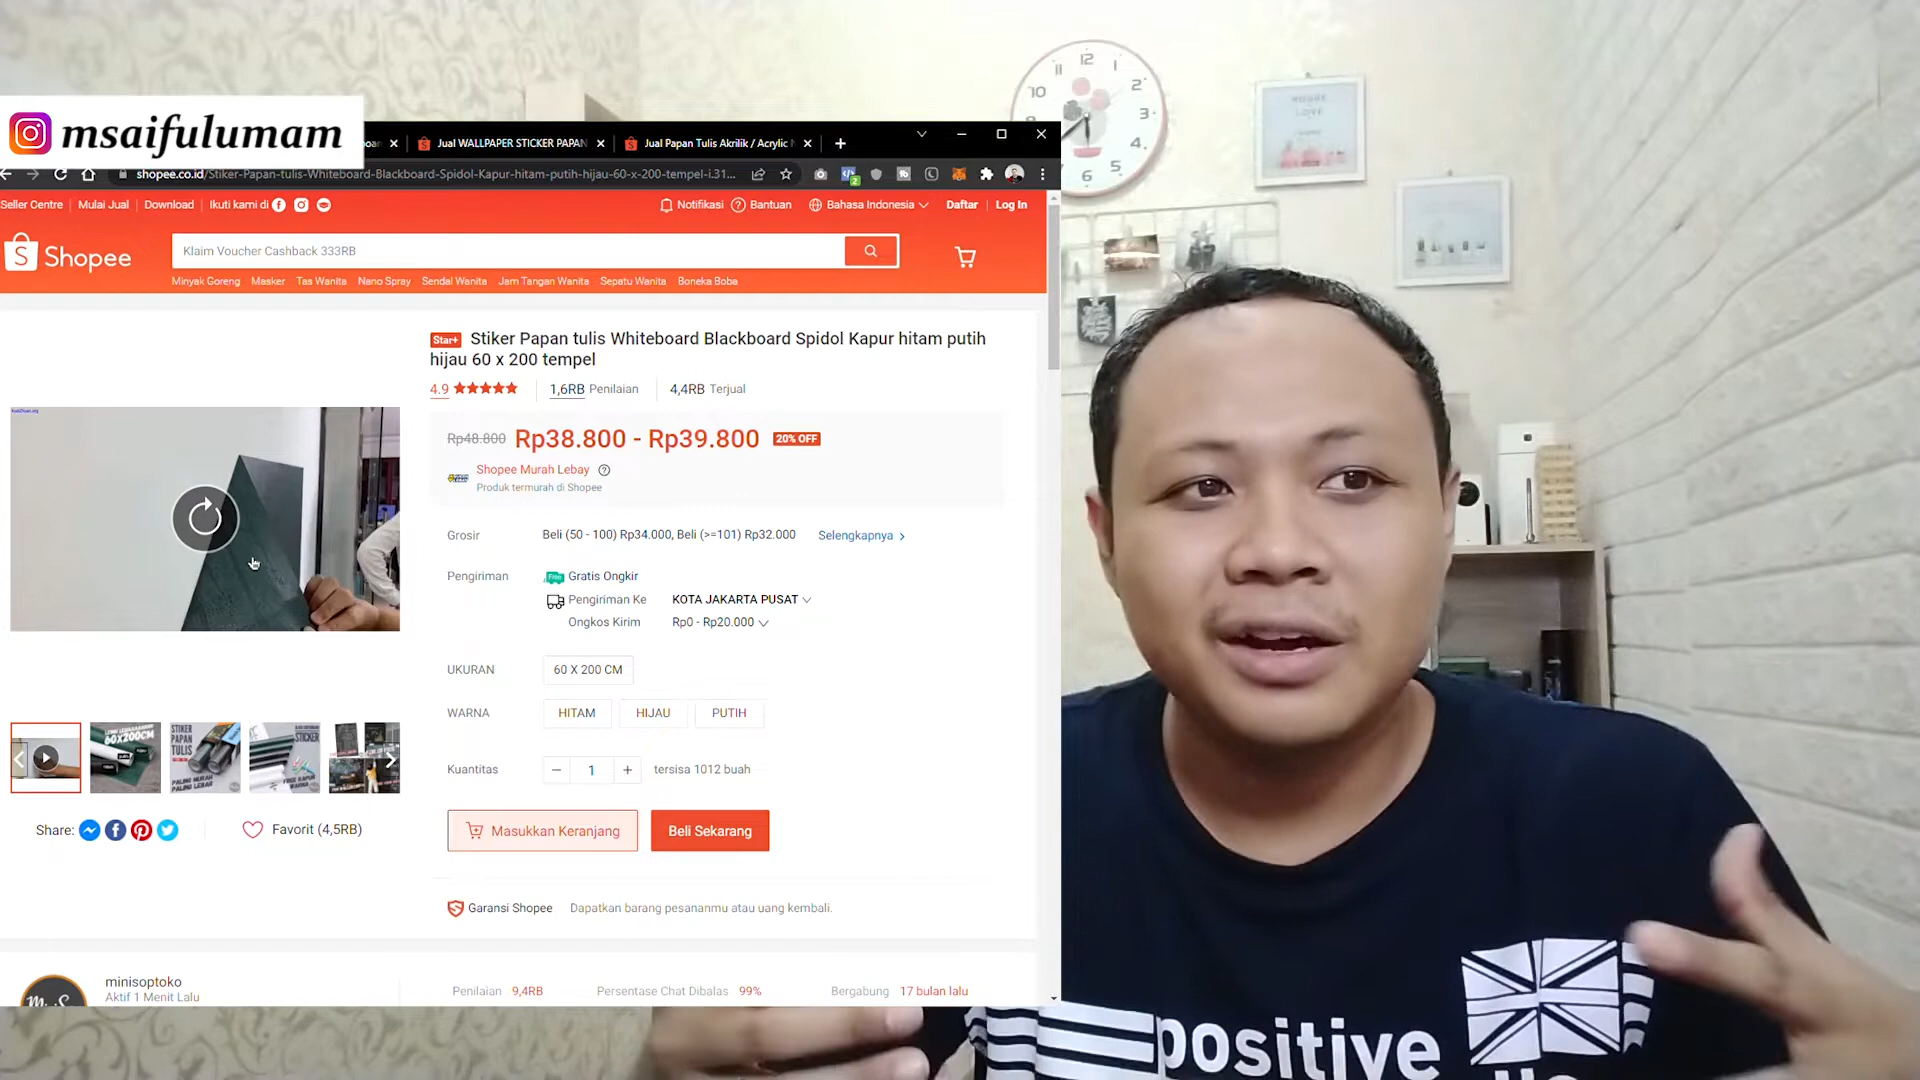 msaifulumam
Jual WALLPAPER STICKER PAPAN
Jual Papan Tulis Akrilik / Acrylic
shopee.co.id/Stiker-Papan-tulis-Whiteboard-Blackboard-Spidol-Kapur-hitam-putih-hijau-60-x-200-tempel-i.31...
Seller Centre
Mulai Jual
Download
Ikuti kami di
Notifikasi
Bantuan
Bahasa Indonesia
Daftar
Log In
Shopee
Klaim Voucher Cashback 333RB
Minyak Goreng Masker Tas Wanita Nano Spray Sendal Wanita Jam Tangan Wanita Sepatu Wanita Boneka Boba
Star+ Stiker Papan tulis Whiteboard Blackboard Spidol Kapur hitam putih
hijau 60 x 200 tempel
4.9 1,6RB Penilaian 4,4RB Terjual
Rp48.800 Rp38.800 - Rp39.800 20% OFF
Shopee Murah Lebay
Produk termurah di Shopee
Grosir Beli (50 - 100) Rp34.000, Beli (>=101) Rp32.000 Selengkapnya
Pengiriman Gratis Ongkir
Pengiriman Ke KOTA JAKARTA PUSAT
Ongkos Kirim Rp0 - Rp20.000
UKURAN 60 X 200 CM
WARNA HITAM HIJAU PUTIH
Kuantitas 1 tersisa 1012 buah
STIKER
PAPAN
TULIS
60X200CM
Share: Favorit (4,5RB)
Masukkan Keranjang Beli Sekarang
Garansi Shopee Dapatkan barang pesananmu atau uang kembali.
minisoptoko
Aktif 1 Menit Lalu
Penilaian 9,4RB Persentase Chat Dibalas 99% Bergabung 17 bulan lalu
12
1
2
3
4
5
6
10
11
positive